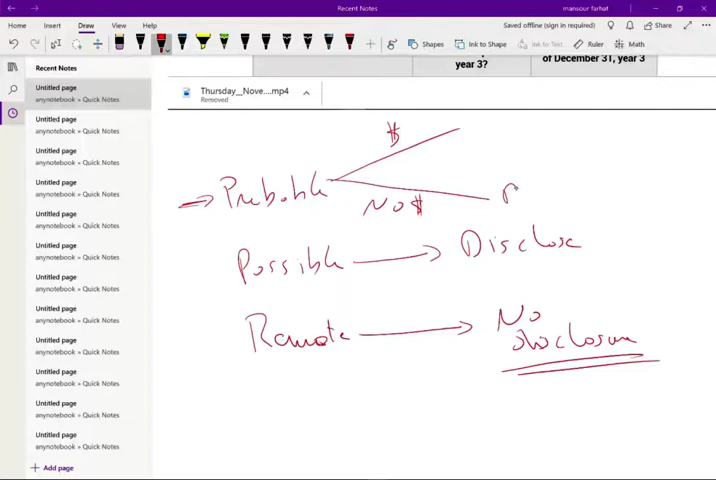 Recent Notes
mansour farhat
Home Insert Draw View Help
Saved offline (sign in required) Share
Shapes Ink to Shape Ink to Text Ruler Math
Recent Notes
Untitled page
anynotebook » Quick Notes
Untitled page
anynotebook » Quick Notes
Untitled page
anynotebook » Quick Notes
Untitled page
anynotebook » Quick Notes
Untitled page
anynotebook » Quick Notes
Untitled page
anynotebook » Quick Notes
Untitled page
anynotebook » Quick Notes
Untitled page
anynotebook » Quick Notes
Untitled page
anynotebook » Quick Notes
Untitled page
anynotebook » Quick Notes
Untitled page
anynotebook » Quick Notes
Untitled page
anynotebook » Quick Notes
Add page
year 3?
of December 31, year 3
Thursday__Nove....mp4
Removed
$
Probable
No $
Possible
Disclose
Remote
No
disclosure